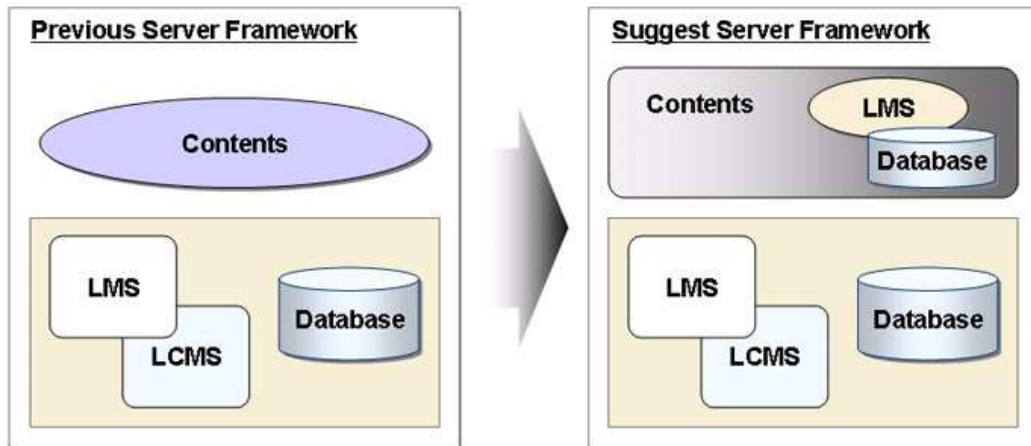 Previous Server Framework
Contents
LMS
LCMS
Database
Suggest Server Framework
Contents
LMS
Database
LMS
LCMS
Database